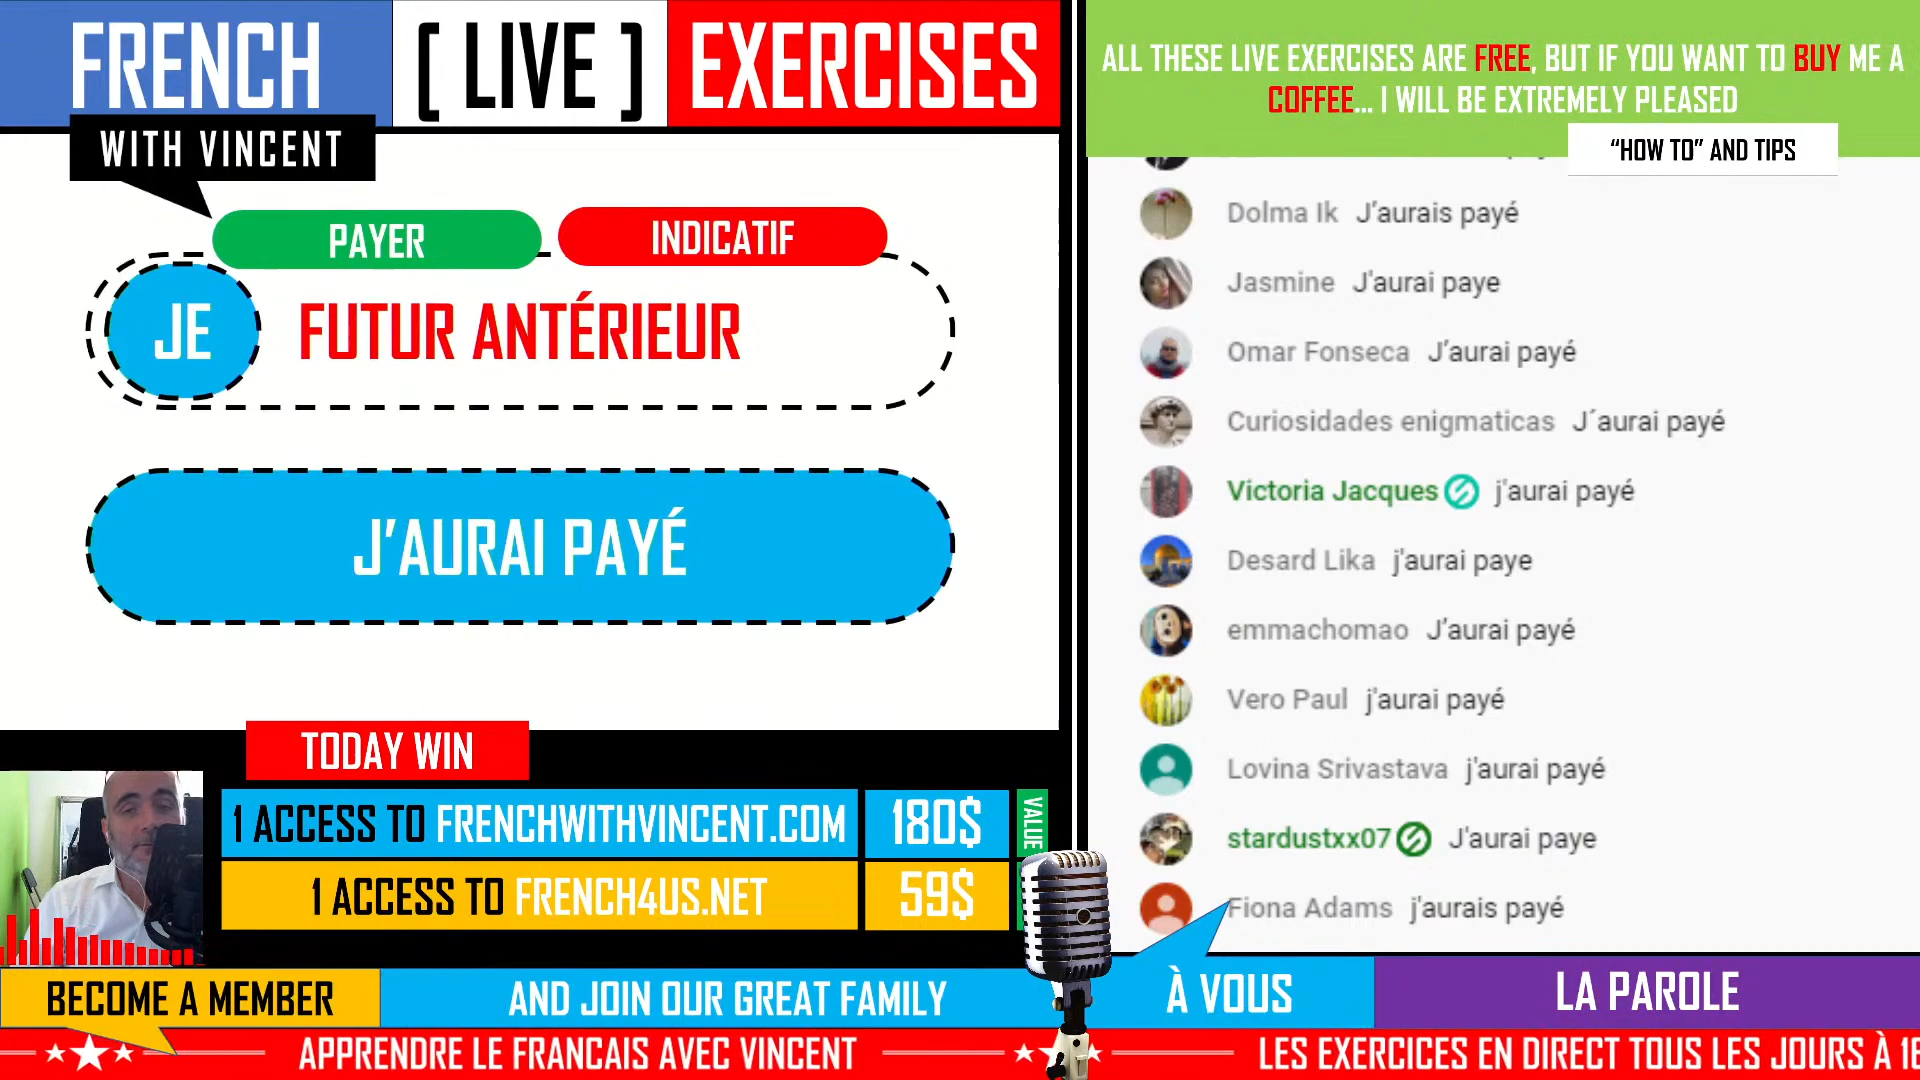 FRENCH [ LIVE ] EXERCISES
WITH VINCENT
PAYER
INDICATIF
JE
FUTUR ANTÉRIEUR
J'AURAI PAYÉ
TODAY WIN
1 ACCESS TO FRENCHWITHVINCENT.COM 180$
VALUE
1 ACCESS TO FRENCH4US.NET 59$
BECOME A MEMBER
AND JOIN OUR GREAT FAMILY
ALL THESE LIVE EXERCISES ARE FREE, BUT IF YOU WANT TO BUY ME A
COFFEE... I WILL BE EXTREMELY PLEASED
“HOW TO” AND TIPS
Dolma Ik J'aurais payé
Jasmine J'aurai paye
Omar Fonseca J'aurai payé
Curiosidades enigmaticas J´aurai payé
Victoria Jacques j'aurai payé
Desard Lika j'aurai paye
emmachomao J'aurai payé
Vero Paul j'aurai payé
Lovina Srivastava j'aurai payé
stardustxx07 J'aurai paye
Fiona Adams j'aurais payé
À VOUS
LA PAROLE
APPRENDRE LE FRANCAIS AVEC VINCENT
LES EXERCICES EN DIRECT TOUS LES JOURS À